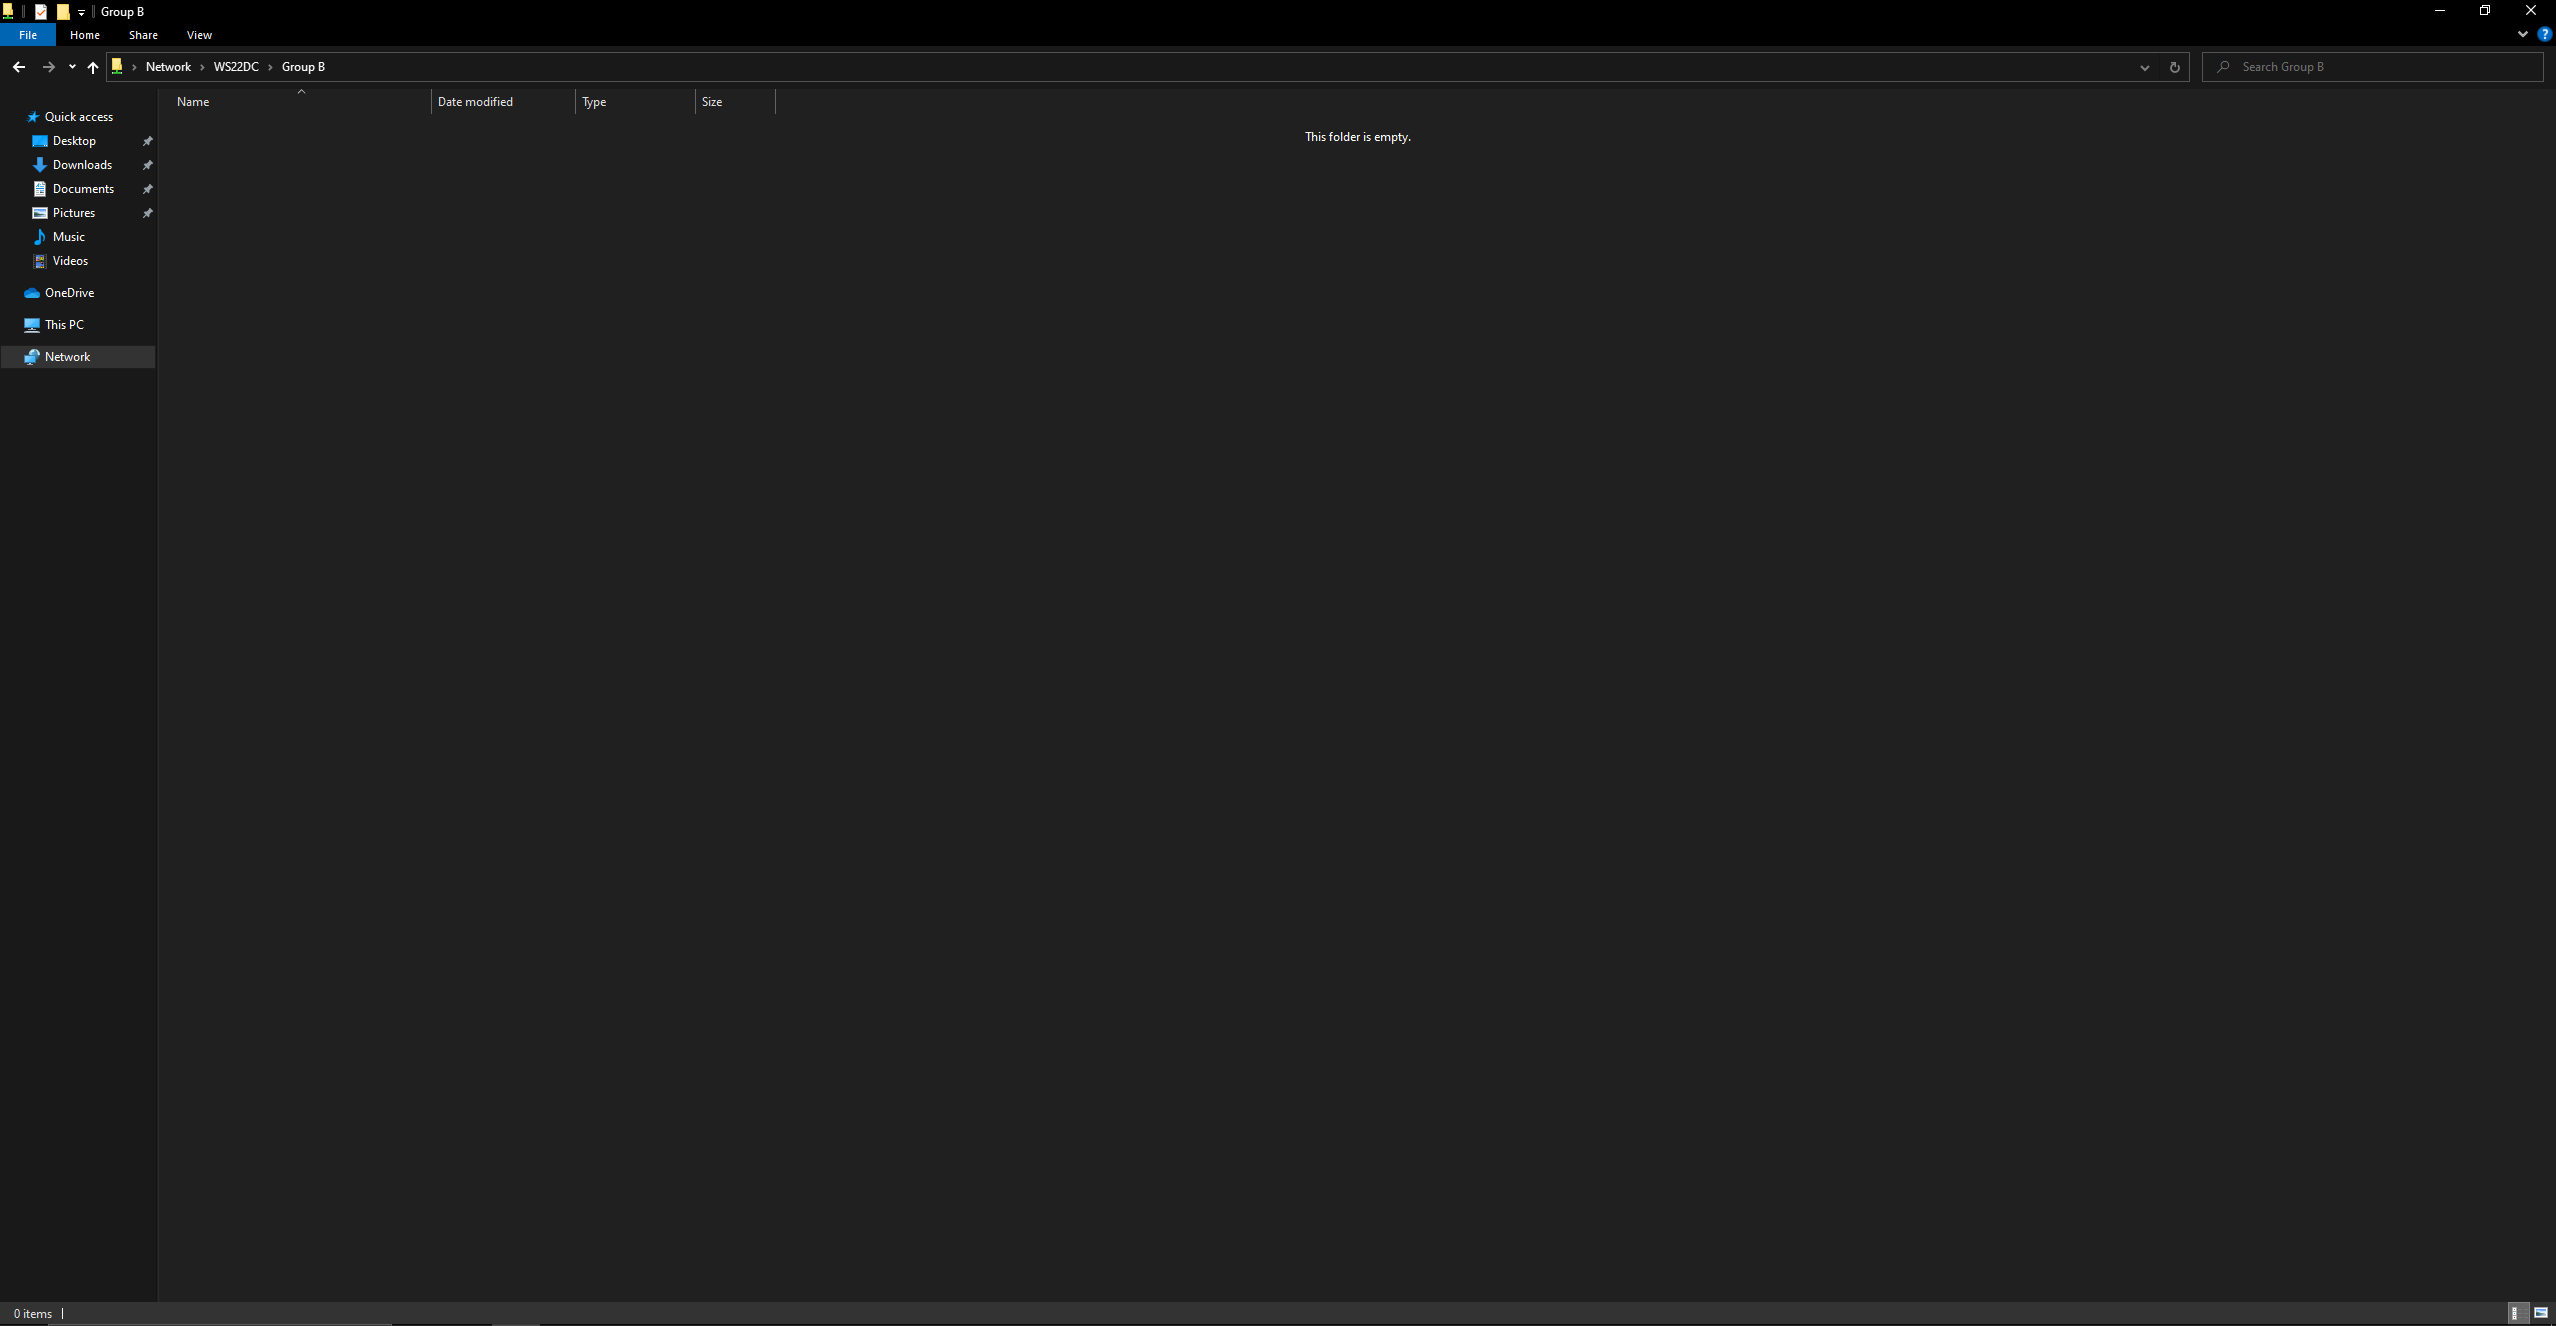 Group B
File Home Share View
Network WS22DC Group B
Search Group B
Name Date modified Type Size
This folder is empty.
Quick access
Desktop
Downloads
Documents
Pictures
Music
Videos
OneDrive
This PC
Network
0 items